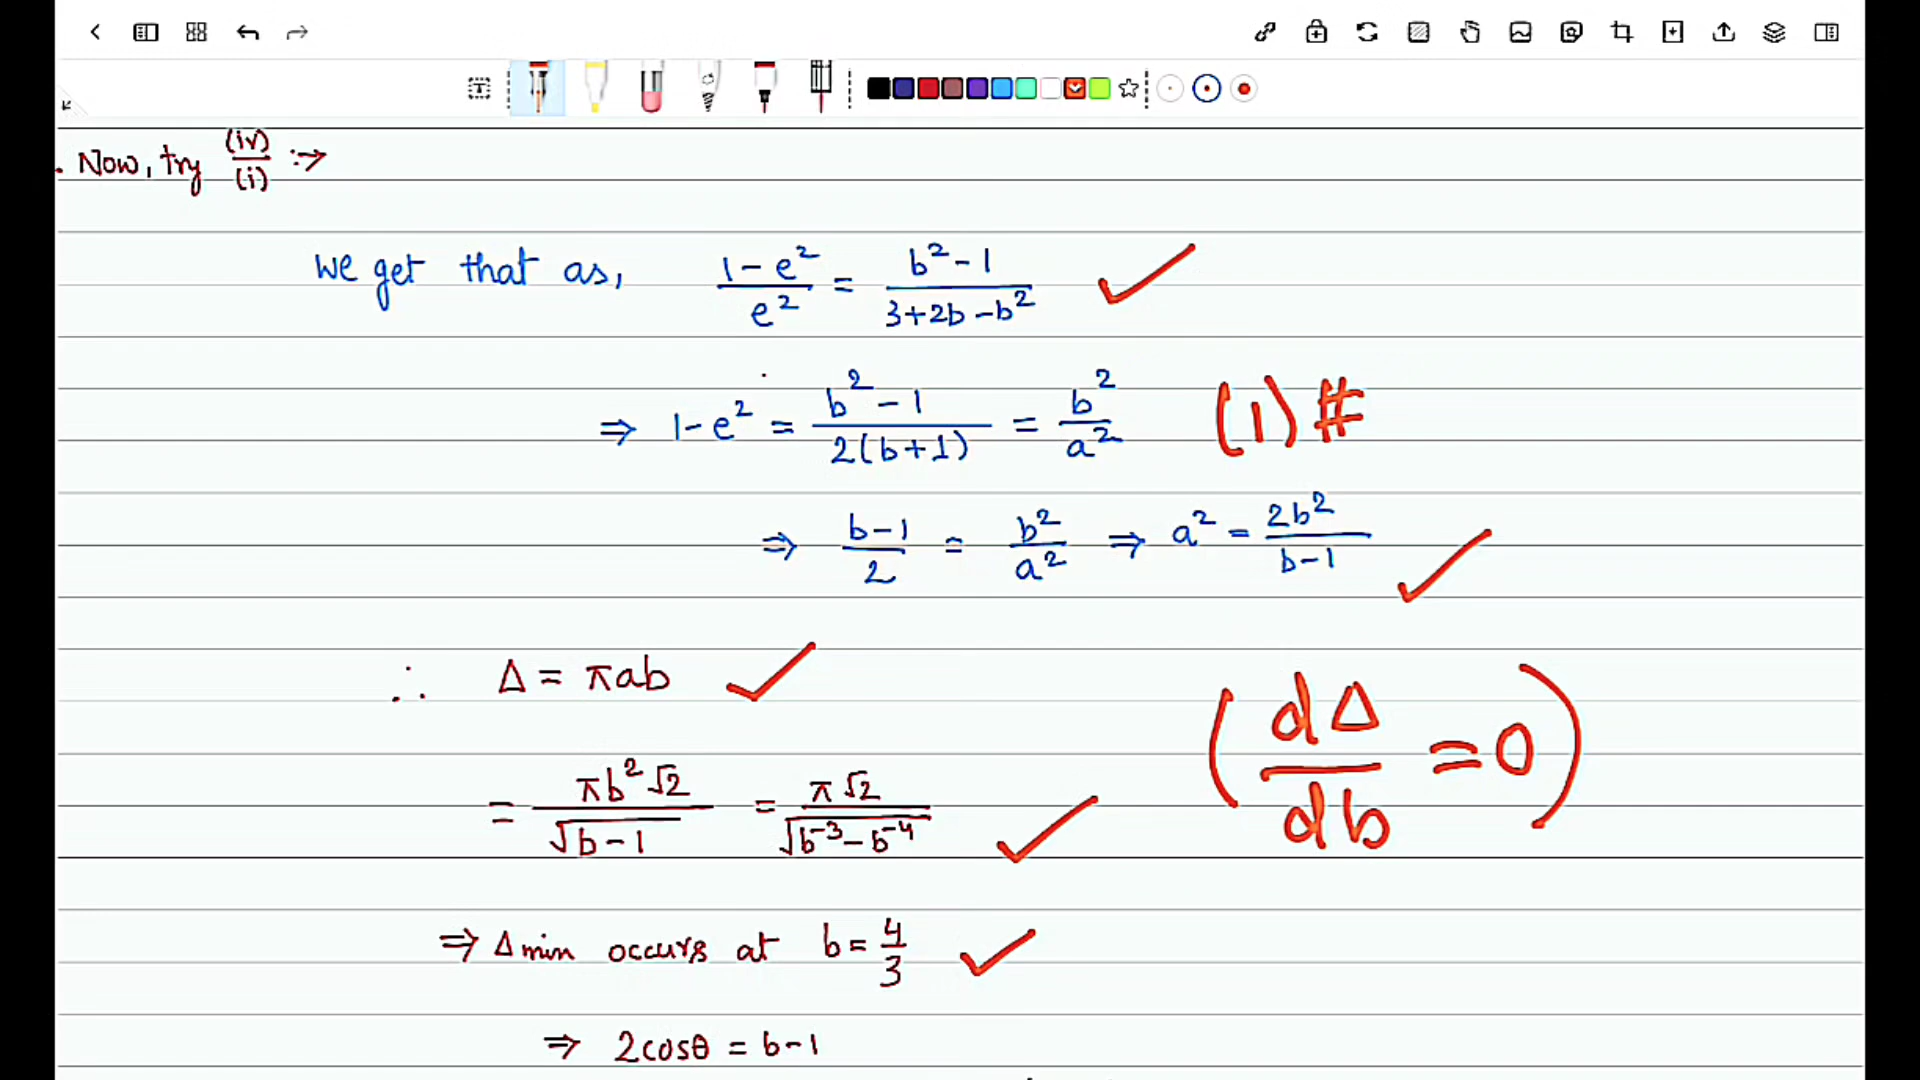 . Now, try (iv)/(i) :→
We get that as, (1-e²)/e² = (b²-1)/(3+2b-b²) ✓
⇒ 1-e² = (b²-1)/(2(b+1)) = b²/a² (1)#
⇒ (b-1)/2 = b²/a² ⇒ a² = 2b²/(b-1) ✓
∴ Δ = πab ✓
= πb²√2/√(b-1) = π√2/√(b⁻³-b⁻⁴) ✓
(dΔ/db = 0)
⇒ Δmin occurs at b = 4/3 ✓
⇒ 2cosθ = b-1